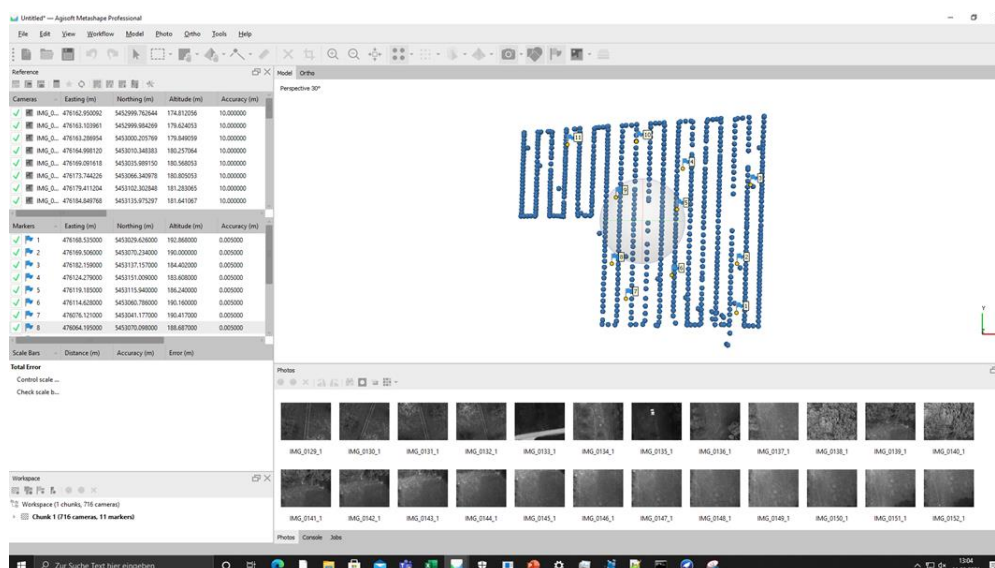 Untitled* — Agisoft Metashape Professional
File Edit View Workflow Model Photo Ortho Tools Help
Reference
Cameras Easting (m) Northing (m) Altitude (m) Accuracy (m)
IMG_0... 476162.950092 5452999.762644 174.812056 10.000000
IMG_0... 476163.103961 5452999.984269 179.624053 10.000000
IMG_0... 476163.286954 5453000.205769 179.849059 10.000000
IMG_0... 476164.998120 5453010.348383 180.257064 10.000000
IMG_0... 476169.091618 5453035.989150 180.568053 10.000000
IMG_0... 476173.744226 5453066.340978 180.805053 10.000000
IMG_0... 476179.411204 5453102.302848 181.283065 10.000000
IMG_0... 476184.849768 5453135.975297 181.641067 10.000000
Markers Easting (m) Northing (m) Altitude (m) Accuracy (m)
1 476168.535000 5453029.626000 192.868000 0.005000
2 476169.506000 5453070.234000 190.000000 0.005000
3 476182.159000 5453137.157000 184.402000 0.005000
4 476124.279000 5453151.009000 183.608000 0.005000
5 476119.185000 5453115.940000 186.240000 0.005000
6 476114.628000 5453060.786000 190.160000 0.005000
7 476076.121000 5453041.177000 190.417000 0.005000
8 476064.195000 5453070.098000 188.687000 0.005000
Scale Bars Distance (m) Accuracy (m) Error (m)
Total Error
Control scale ...
Check scale b...
Workspace
Workspace (1 chunks, 716 cameras)
Chunk 1 (716 cameras, 11 markers)
Model Ortho
Perspective 30°
11
10
4
3
9
5
2
8
6
7
1
Y
Photos
IMG_0129_1 IMG_0130_1 IMG_0131_1 IMG_0132_1 IMG_0133_1 IMG_0134_1 IMG_0135_1 IMG_0136_1 IMG_0137_1 IMG_0138_1 IMG_0139_1 IMG_0140_1
IMG_0141_1 IMG_0142_1 IMG_0143_1 IMG_0144_1 IMG_0145_1 IMG_0146_1 IMG_0147_1 IMG_0148_1 IMG_0149_1 IMG_0150_1 IMG_0151_1 IMG_0152_1
Photos Console Jobs
Zur Suche Text hier eingeben
13:04